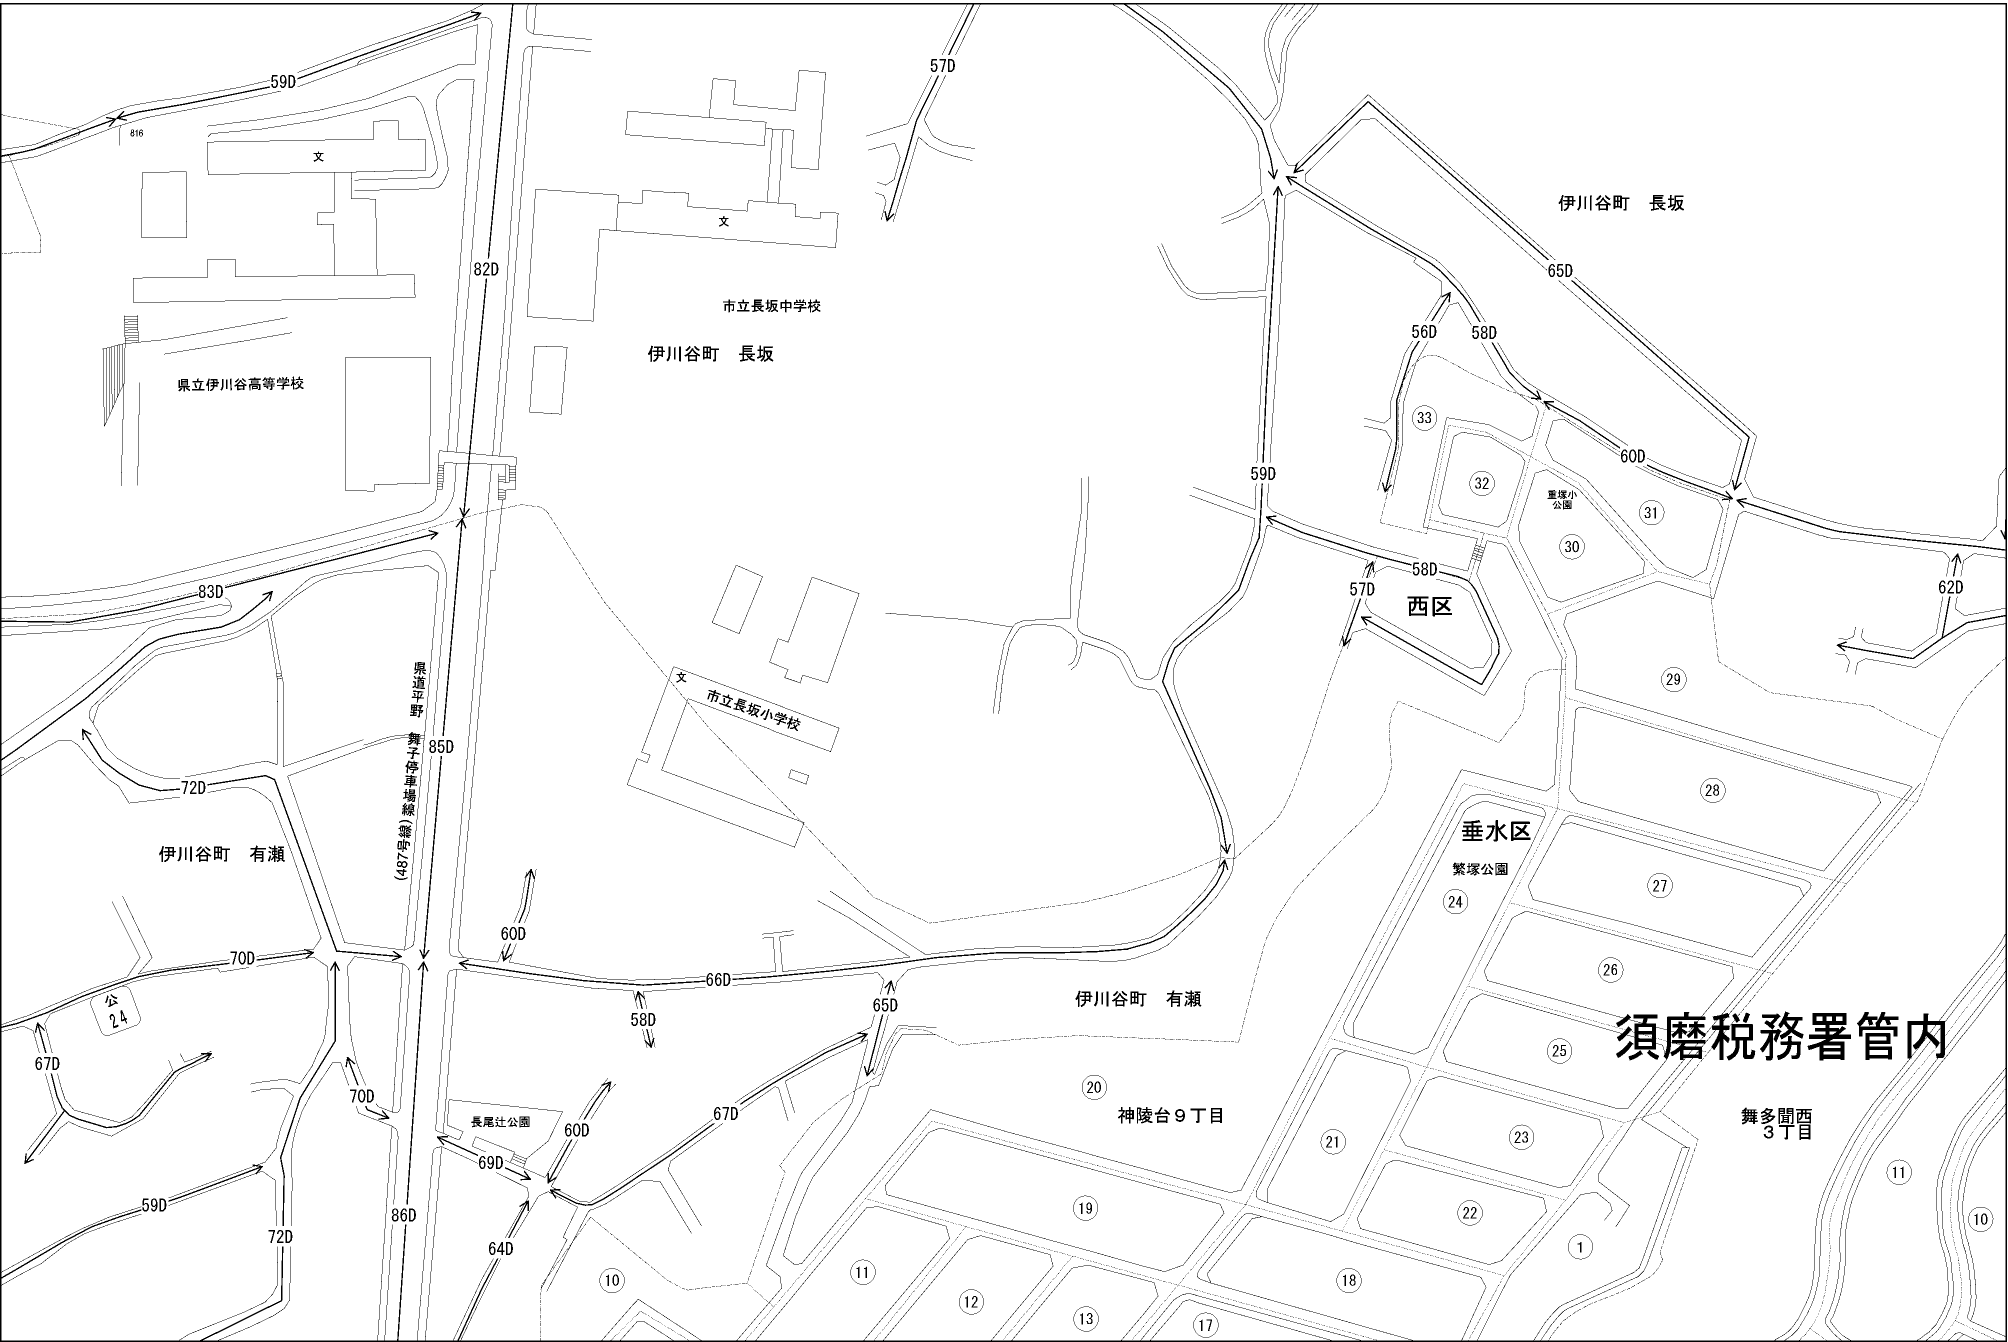 59D
57D
816
文
伊川谷町　長坂
文
82D
65D
市立長坂中学校
56D
58D
伊川谷町　長坂
県立伊川谷高等学校
33
60D
59D
32
重塚小
公園
31
30
58D
83D
57D
西区
62D
県道平野　舞子停車場線
(487号線)
文
市立長坂小学校
29
85D
72D
28
垂水区
伊川谷町　有瀬
繁塚公園
27
24
60D
70D
26
66D
公
24
65D
伊川谷町　有瀬
58D
須磨税務署管内
25
67D
70D
20
67D
神陵台９丁目
舞多聞西
３丁目
長尾辻公園
60D
21
23
69D
11
59D
86D
19
22
10
72D
64D
1
10
11
18
12
13
17